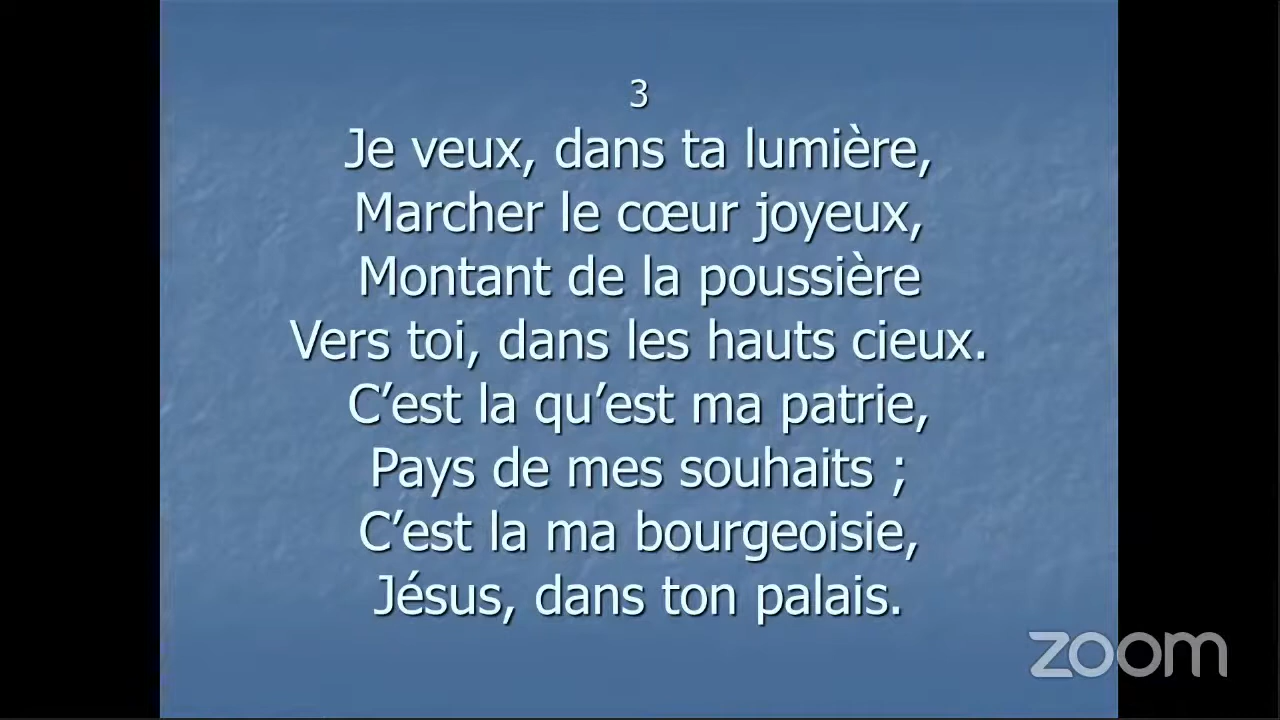 3
Je veux, dans ta lumière,
Marcher le cœur joyeux,
Montant de la poussière
Vers toi, dans les hauts cieux.
C’est la qu’est ma patrie,
Pays de mes souhaits ;
C’est la ma bourgeoisie,
Jésus, dans ton palais.
zoom